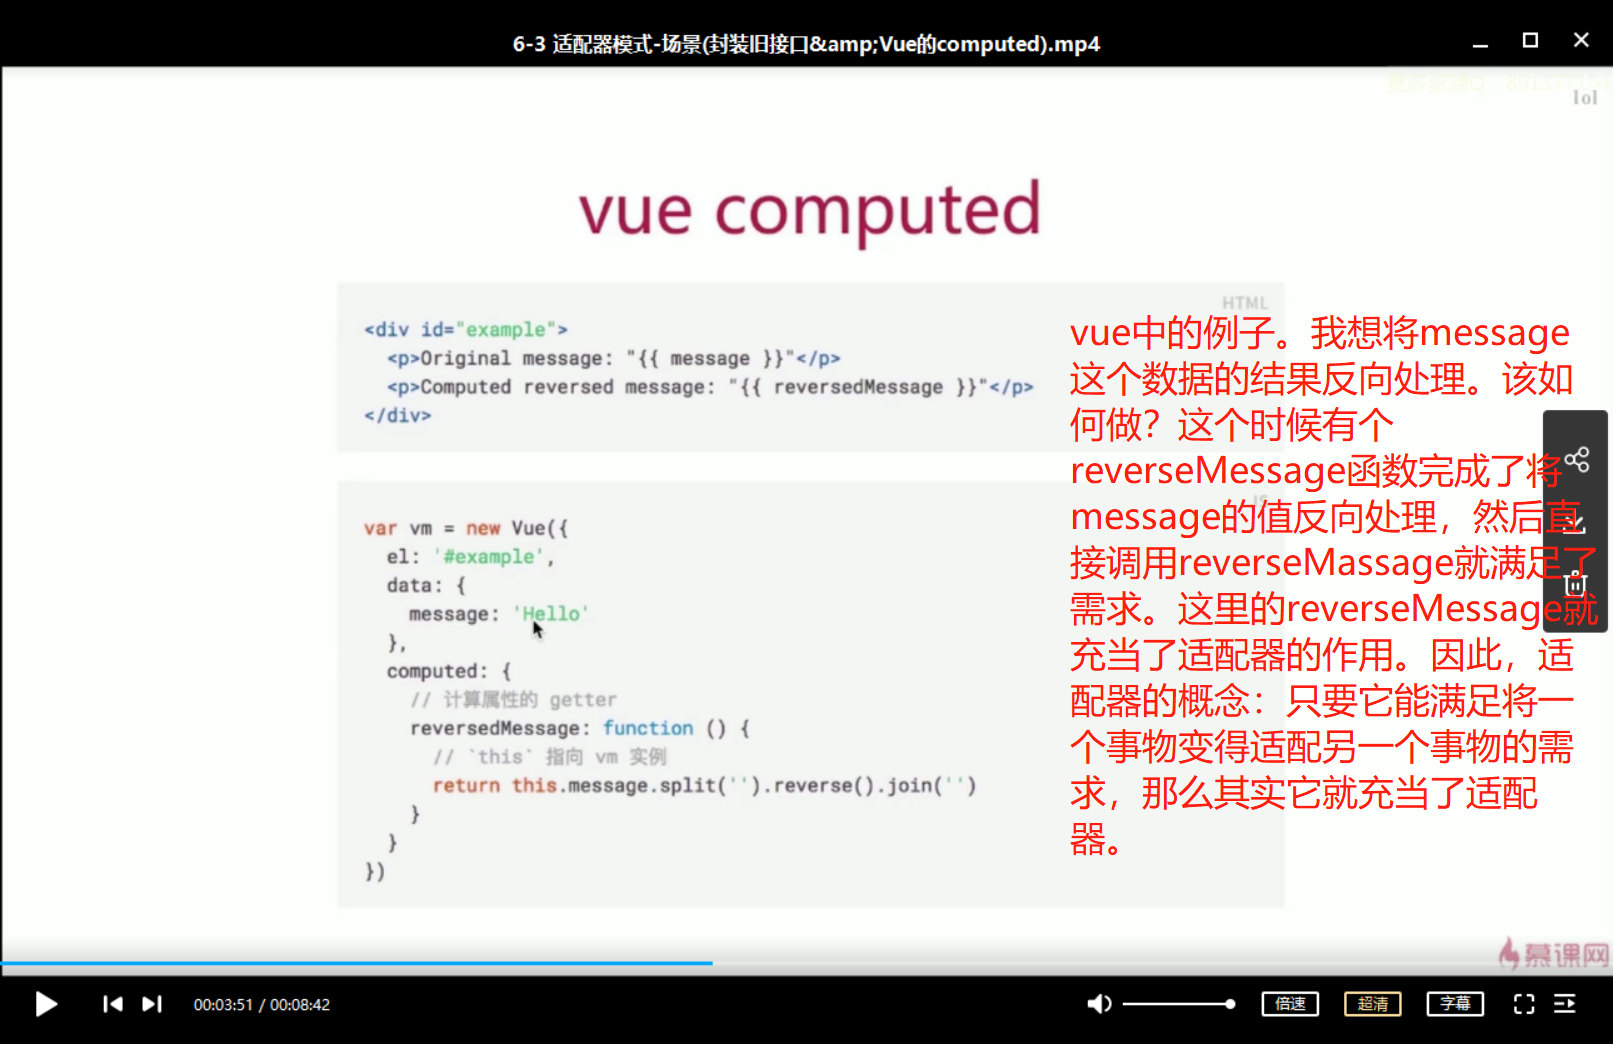 6-3 适配器模式-场景(封装旧接口&amp;Vue的computed).mp4
lol
vue computed
HTML
<div id="example">
<p>Original message: "{{ message }}"</p>
<p>Computed reversed message: "{{ reversedMessage }}"</p>
</div>
JS
var vm = new Vue({
el: '#example',
data: {
message: 'Hello'
},
computed: {
// 计算属性的 getter
reversedMessage: function () {
// `this` 指向 vm 实例
return this.message.split('').reverse().join('')
}
}
})
vue中的例子。我想将message
这个数据的结果反向处理。该如
何做？这个时候有个
reverseMessage函数完成了将
message的值反向处理，然后直
接调用reverseMassage就满足了
需求。这里的reverseMessage就
充当了适配器的作用。因此，适
配器的概念：只要它能满足将一
个事物变得适配另一个事物的需
求，那么其实它就充当了适配
器。
慕课网
00:03:51 / 00:08:42
倍速
超清
字幕